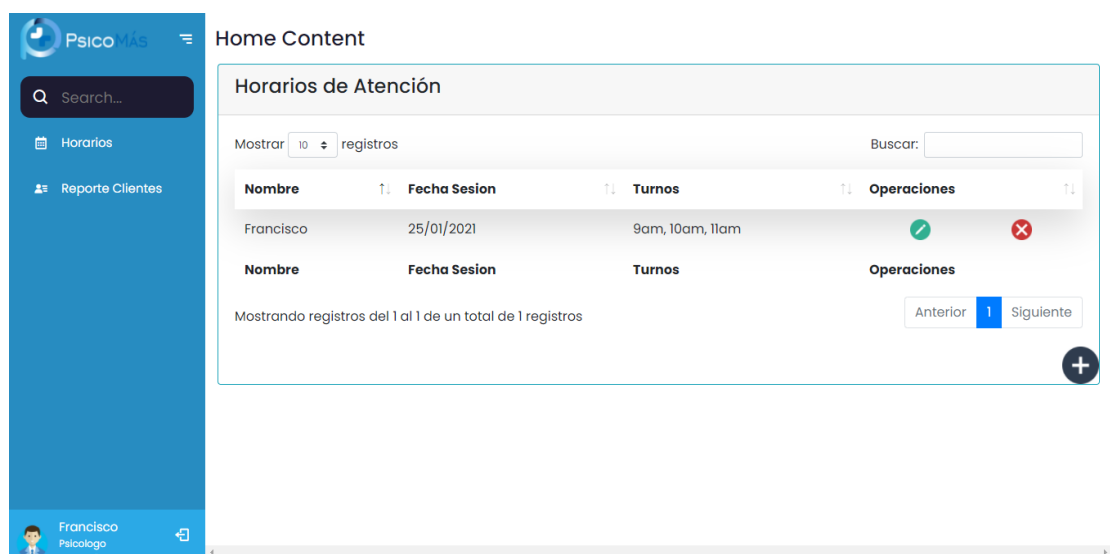 PSICOMÁS
Search...
Horarios
Reporte Clientes
Francisco
Psicologo
Home Content
Horarios de Atención
Mostrar 10 registros
Buscar:
Nombre Fecha Sesion Turnos Operaciones
Francisco 25/01/2021 9am, 10am, 11am
Nombre Fecha Sesion Turnos Operaciones
Mostrando registros del 1 al 1 de un total de 1 registros
Anterior 1 Siguiente